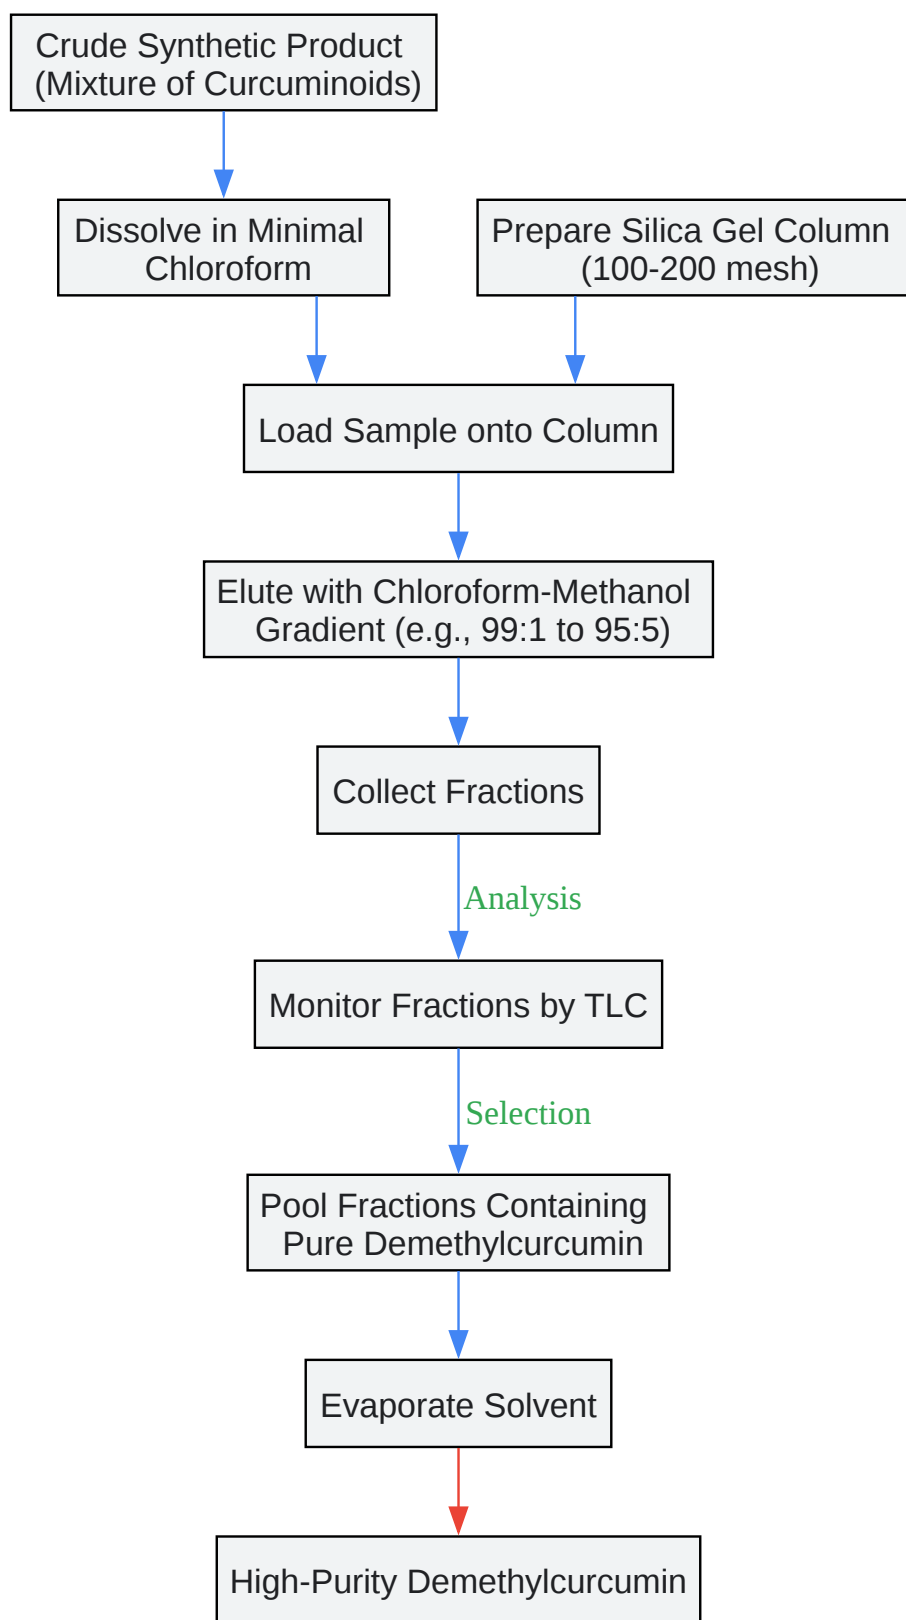 Crude Synthetic Product
(Mixture of Curcuminoids)
Dissolve in Minimal
Chloroform
Prepare Silica Gel Column
(100-200 mesh)
Load Sample onto Column
Elute with Chloroform-Methanol
Gradient (e.g., 99:1 to 95:5)
Collect Fractions
Analysis
Monitor Fractions by TLC
Selection
Pool Fractions Containing
Pure Demethylcurcumin
Evaporate Solvent
High-Purity Demethylcurcumin